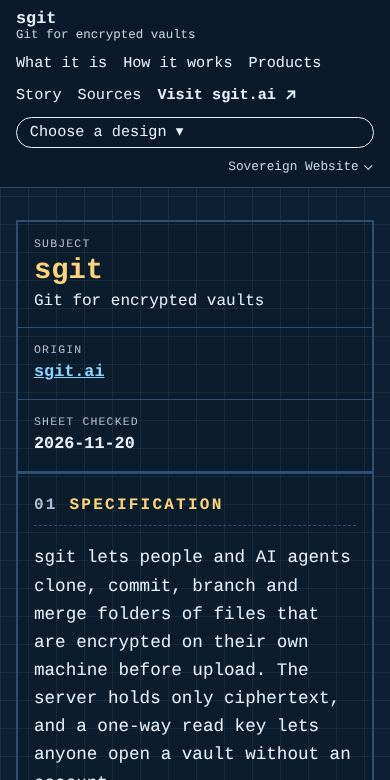 sgit
Git for encrypted vaults
What it is How it works Products
Story Sources Visit sgit.ai ↗
Choose a design ▼
Sovereign Website
SUBJECT
sgit
Git for encrypted vaults
ORIGIN
sgit.ai
SHEET CHECKED
2026-11-20
01 SPECIFICATION
sgit lets people and AI agents
clone, commit, branch and
merge folders of files that
are encrypted on their own
machine before upload. The
server holds only ciphertext,
and a one-way read key lets
anyone open a vault without an